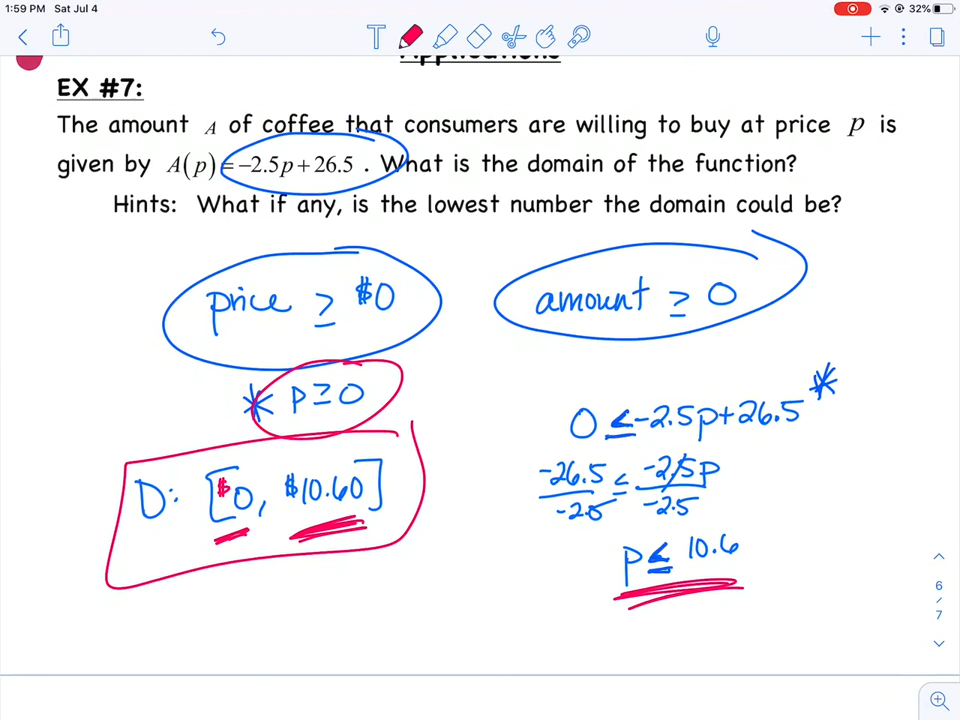 1:59 PM Sat Jul 4 32%
Applications
EX #7:
The amount A of coffee that consumers are willing to buy at price p is
given by A(p)=−2.5p+26.5. What is the domain of the function?
Hints: What if any, is the lowest number the domain could be?
price ≥ $0
amount ≥ 0
* p≥0
0 ≤ -2.5p+26.5 *
-26.5 ≤ -2.5p
-2.5 -2.5
D: [$0, $10.60]
p ≤ 10.6
6
/
7